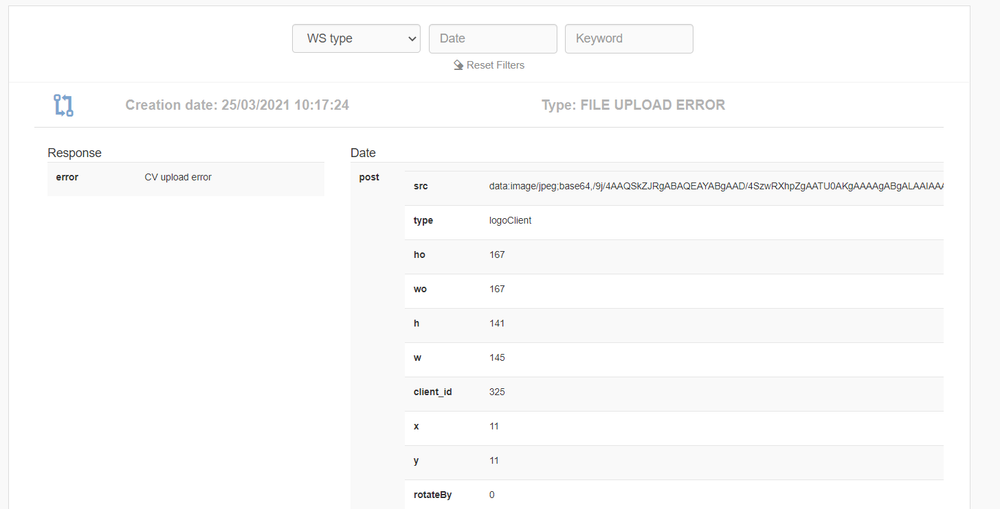 WS type Date Keyword
Reset Filters
Creation date: 25/03/2021 10:17:24 Type: FILE UPLOAD ERROR
Response Date
error CV upload error post
src data:image/jpeg;base64,/9j/4AAQSkZJRgABAQEAYABgAAD/4SzwRXhpZgAATU0AKgAAAAgABgALAAIAAA
type logoClient
ho 167
wo 167
h 141
w 145
client_id 325
x 11
y 11
rotateBy 0